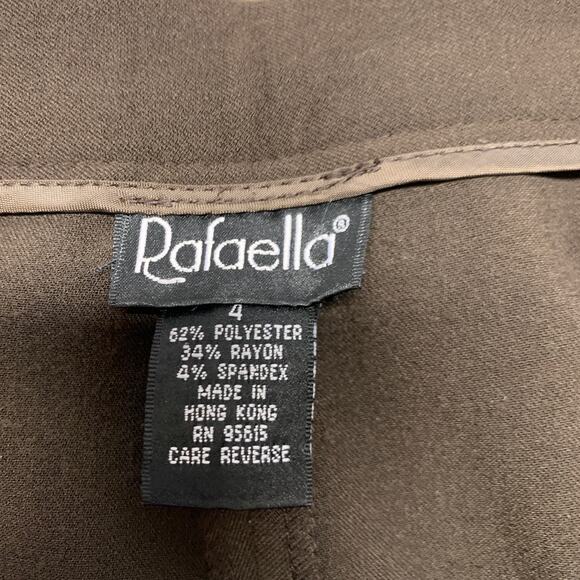 Rafaella®
4
62% POLYESTER
34% RAYON
4% SPANDEX
MADE IN
HONG KONG
RN 95615
CARE REVERSE